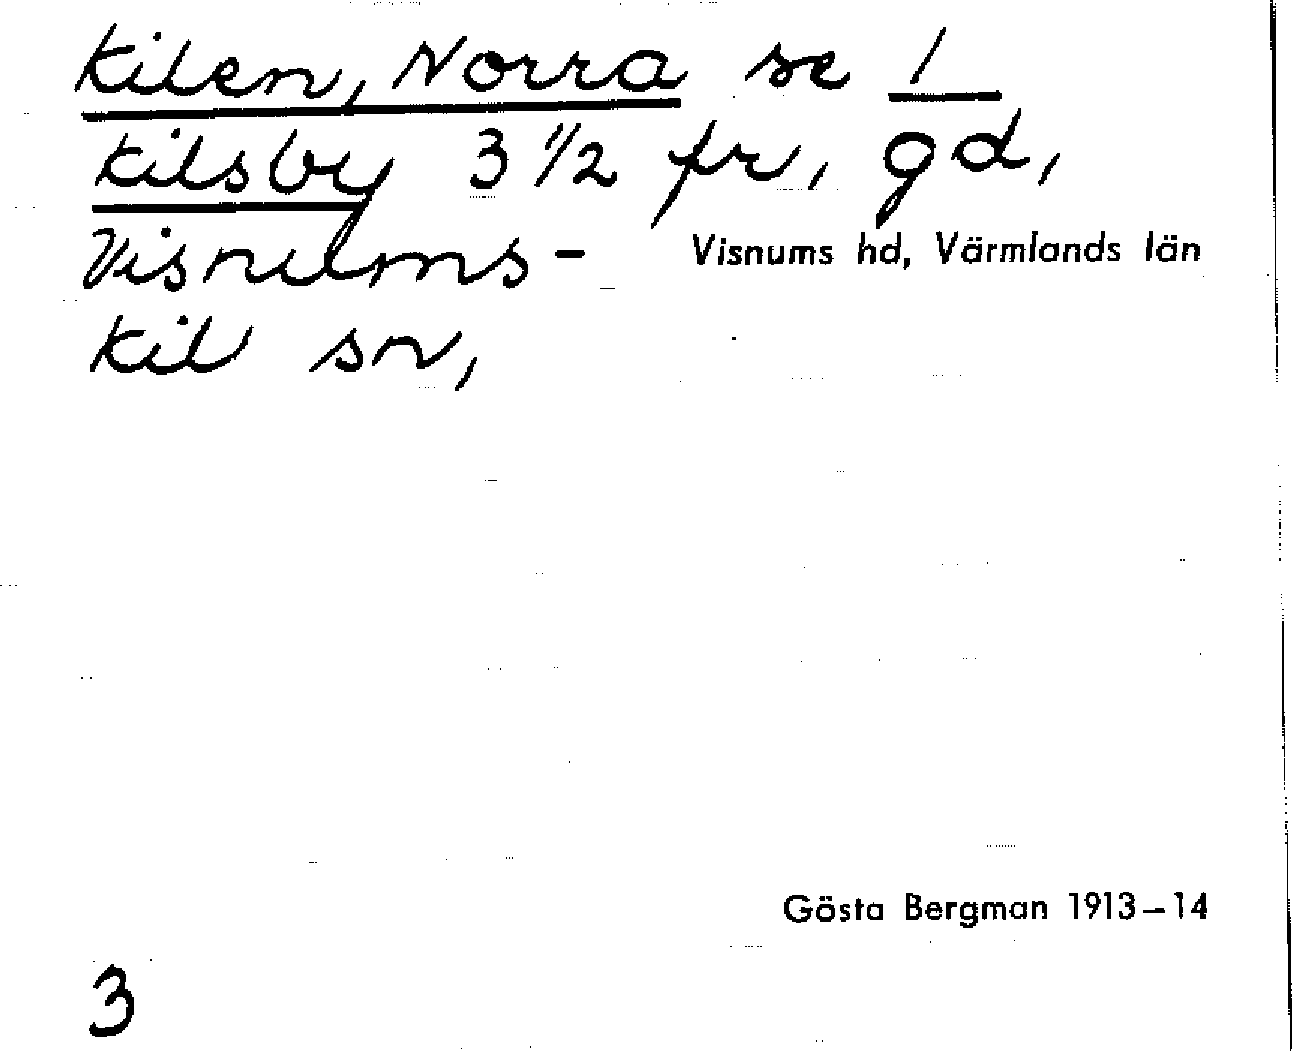 Kilen, Norra se 1
Kilsby 3 1/2 fr, gd,
Visnums-
Visnums hd, Värmlands län
kil sn,
Gösta Bergman 1913–14
3